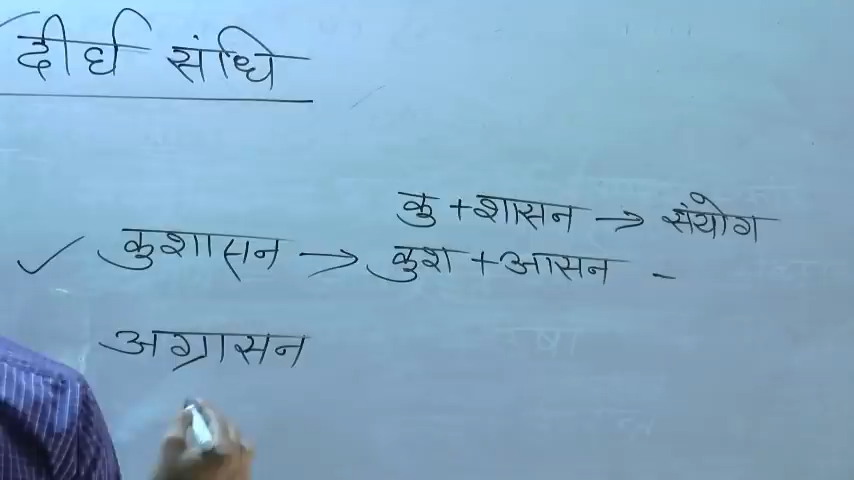 दीर्घ संधि
कु + शासन → संयोग
✓ कुशासन → कुश + आसन -
अग्रासन